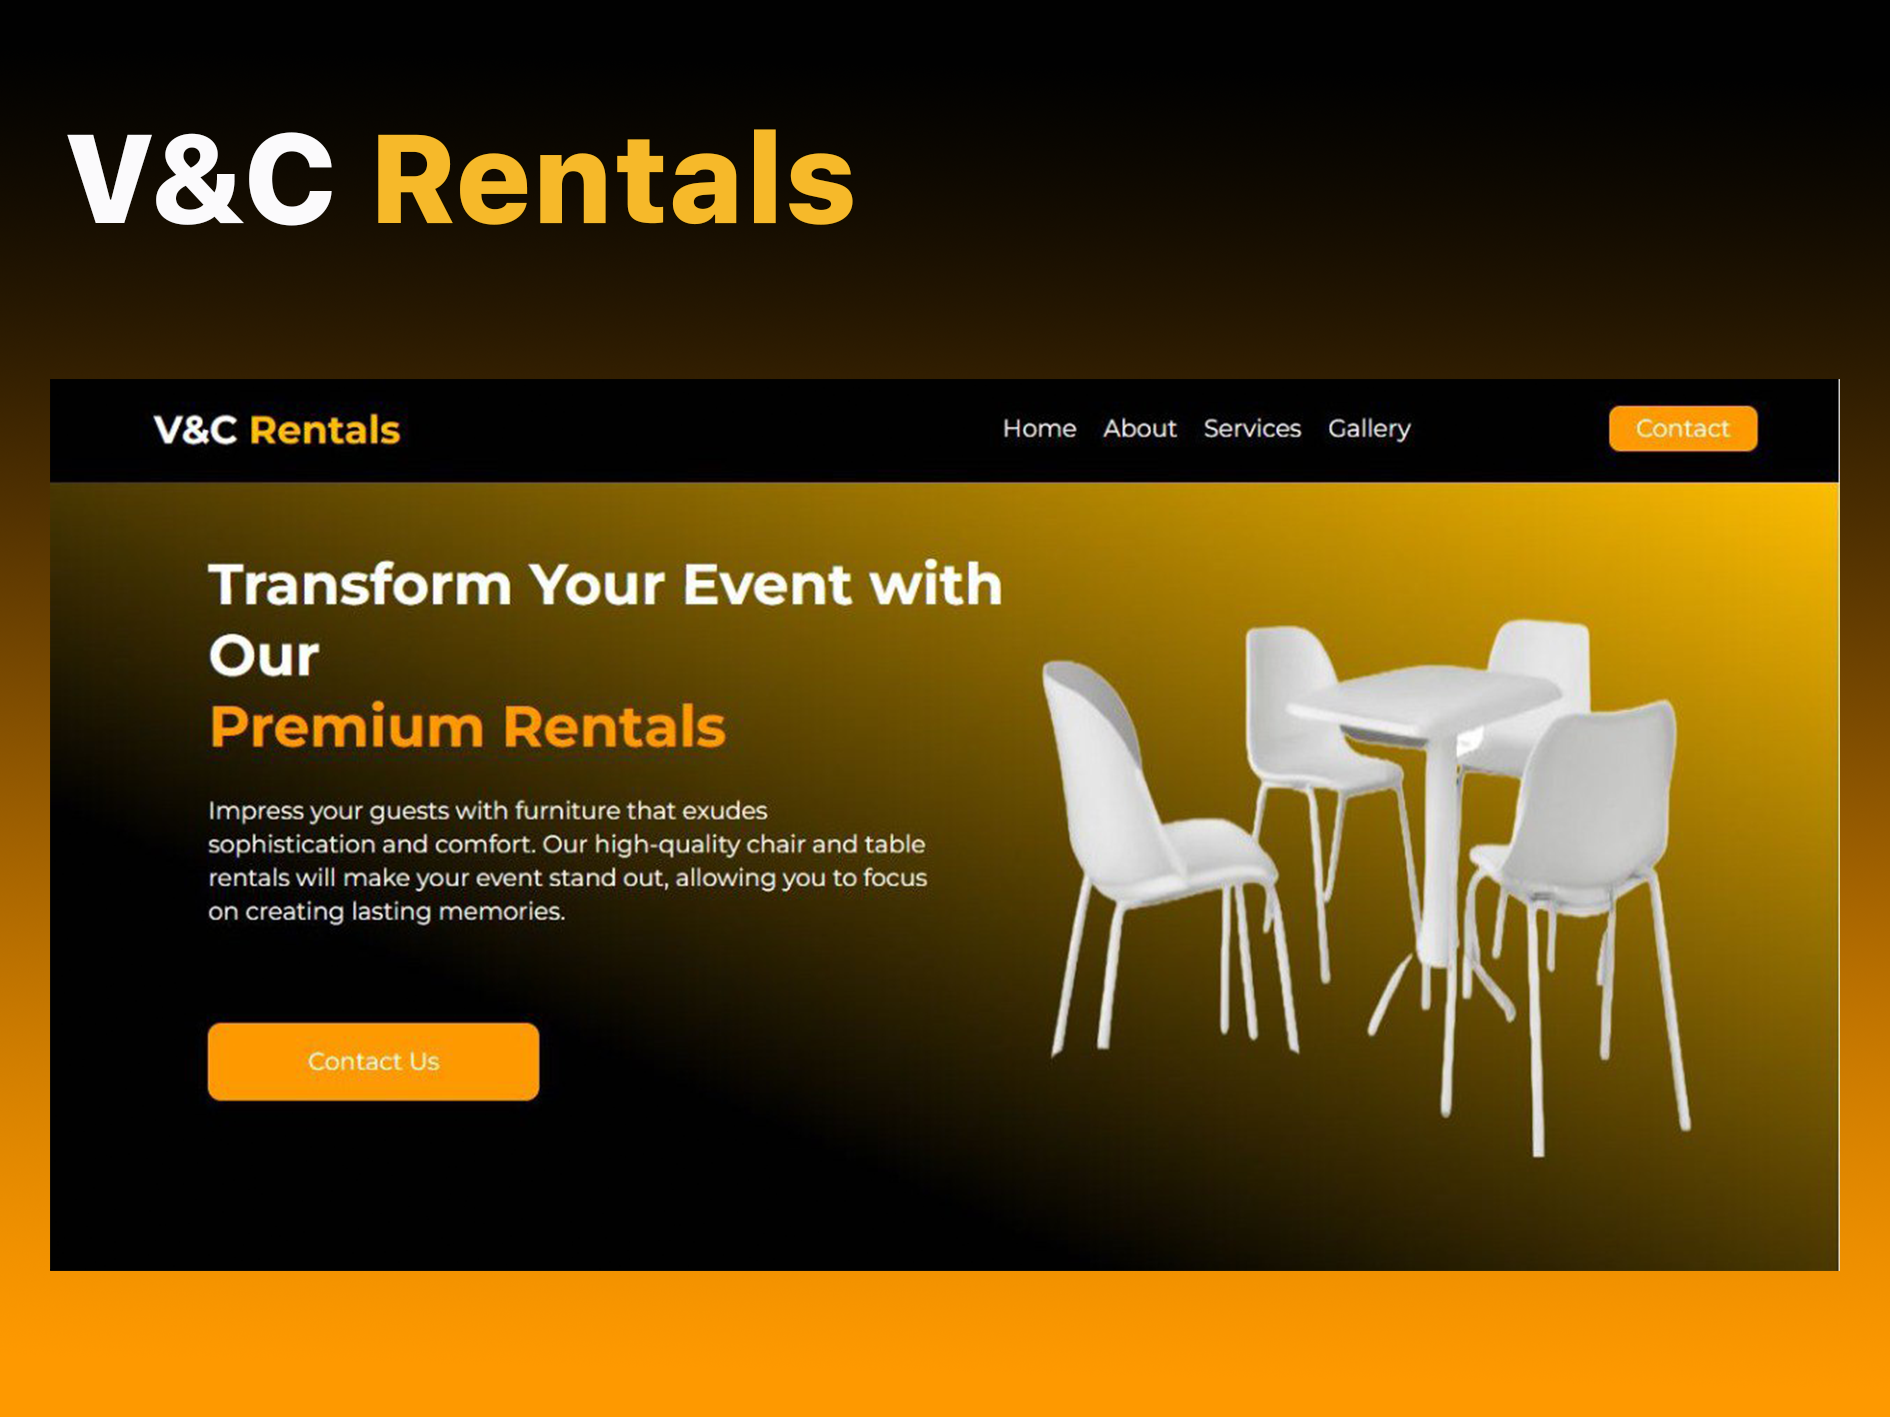 V&C Rentals
V&C Rentals
Home About Services Gallery Contact
Transform Your Event with
Our
Premium Rentals
Impress your guests with furniture that exudes
sophistication and comfort. Our high-quality chair and table
rentals will make your event stand out, allowing you to focus
on creating lasting memories.
Contact Us